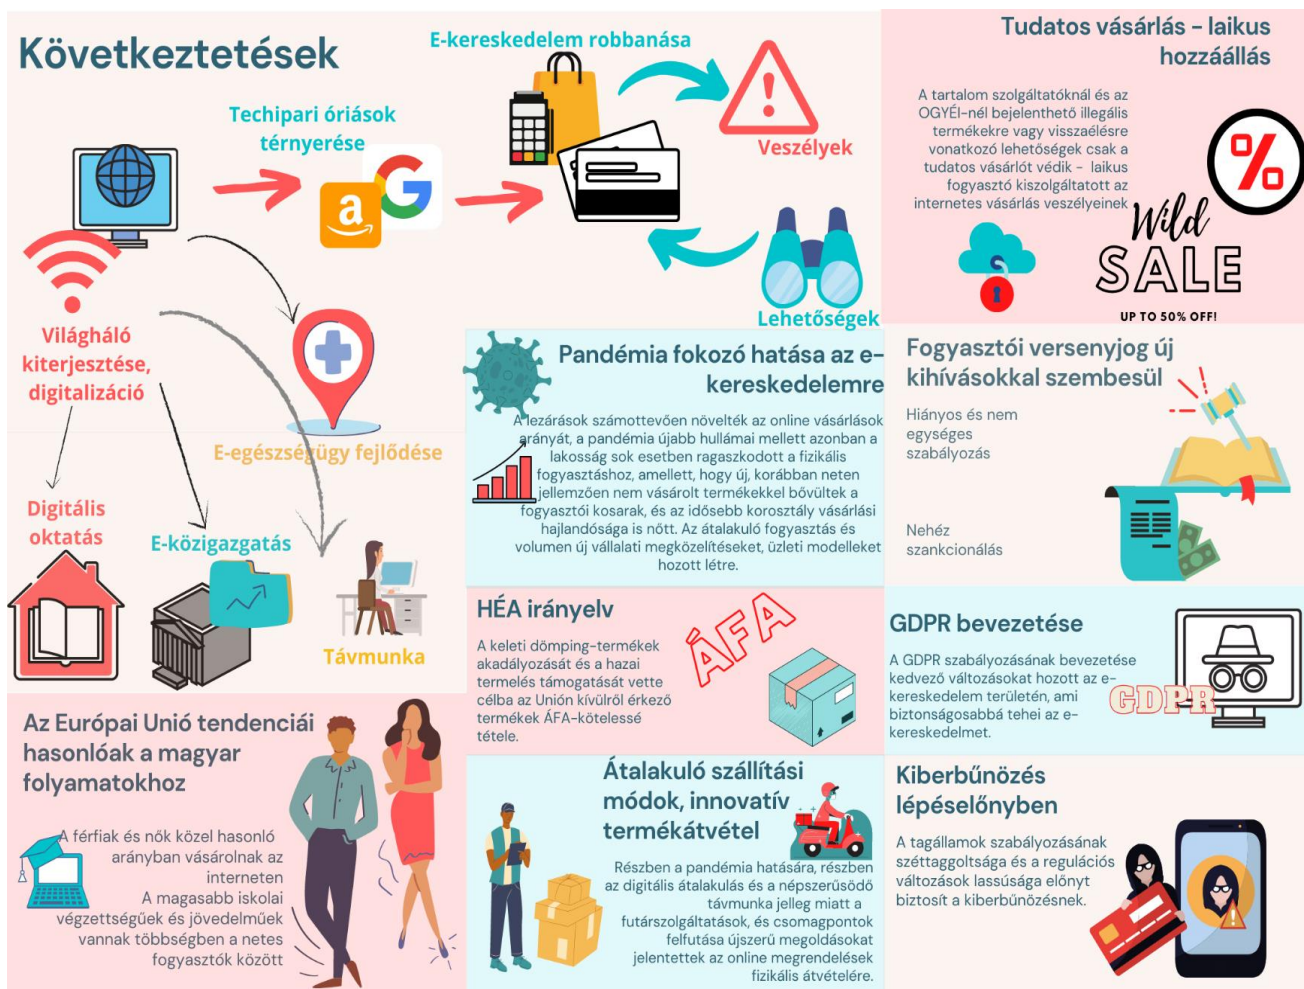 Következtetések
E-kereskedelem robbanása
Techipari óriások
térnyerése
a
G
Veszélyek
Lehetőségek
Világháló
kiterjesztése,
digitalizáció
E-egészségügy fejlődése
Digitális
oktatás
E-közigazgatás
Távmunka
Tudatos vásárlás - laikus
hozzáállás
A tartalom szolgáltatóknál és az
OGYÉI-nél bejelenthető illegális
termékekre vagy visszaélésre
vonatkozó lehetőségek csak a
tudatos vásárlót védik - laikus
fogyasztó kiszolgáltatott az
internetes vásárlás veszélyeinek
%
Wild
SALE
UP TO 50% OFF!
Pandémia fokozó hatása az e-
kereskedelemre
A lezárások számottevően növelték az online vásárlások
arányát, a pandémia újabb hullámai mellett azonban a
lakosság sok esetben ragaszkodott a fizikális
fogyasztáshoz, amellett, hogy új, korábban neten
jellemzően nem vásárolt termékekkel bővültek a
fogyasztói kosarak, és az idősebb korosztály vásárlási
hajlandósága is nőtt. Az átalakuló fogyasztás és
volumen új vállalati megközelítéseket, üzleti modelleket
hozott létre.
Fogyasztói versenyjog új
kihívásokkal szembesül
Hiányos és nem
egységes
szabályozás
Nehéz
szankcionálás
HÉA irányelv
A keleti dömping-termékek
akadályozását és a hazai
termelés támogatását vette
célba az Unión kívülről érkező
termékek ÁFA-kötelessé
tétele.
ÁFA
GDPR bevezetése
A GDPR szabályozásának bevezetése
kedvező változásokat hozott az e-
kereskedelem területén, ami
biztonságosabbá tehei az e-
kereskedelmet.
GDPR
Az Európai Unió tendenciái
hasonlóak a magyar
folyamatokhoz
A férfiak és nők közel hasonló
arányban vásárolnak az
interneten
A magasabb iskolai
végzettségűek és jövedelműek
vannak többségben a netes
fogyasztók között
Átalakuló szállítási
módok, innovatív
termékátvétel
Részben a pandémia hatására, részben
az digitális átalakulás és a népszerűsödő
távmunka jelleg miatt a
futárszolgáltatások, és csomagpontok
felfutása újszerű megoldásokat
jelentettek az online megrendelések
fizikális átvételére.
Kiberbűnözés
lépéselőnyben
A tagállamok szabályozásának
széttagoltsága és a regulációs
változások lassúsága előnyt
biztosít a kiberbűnözésnek.